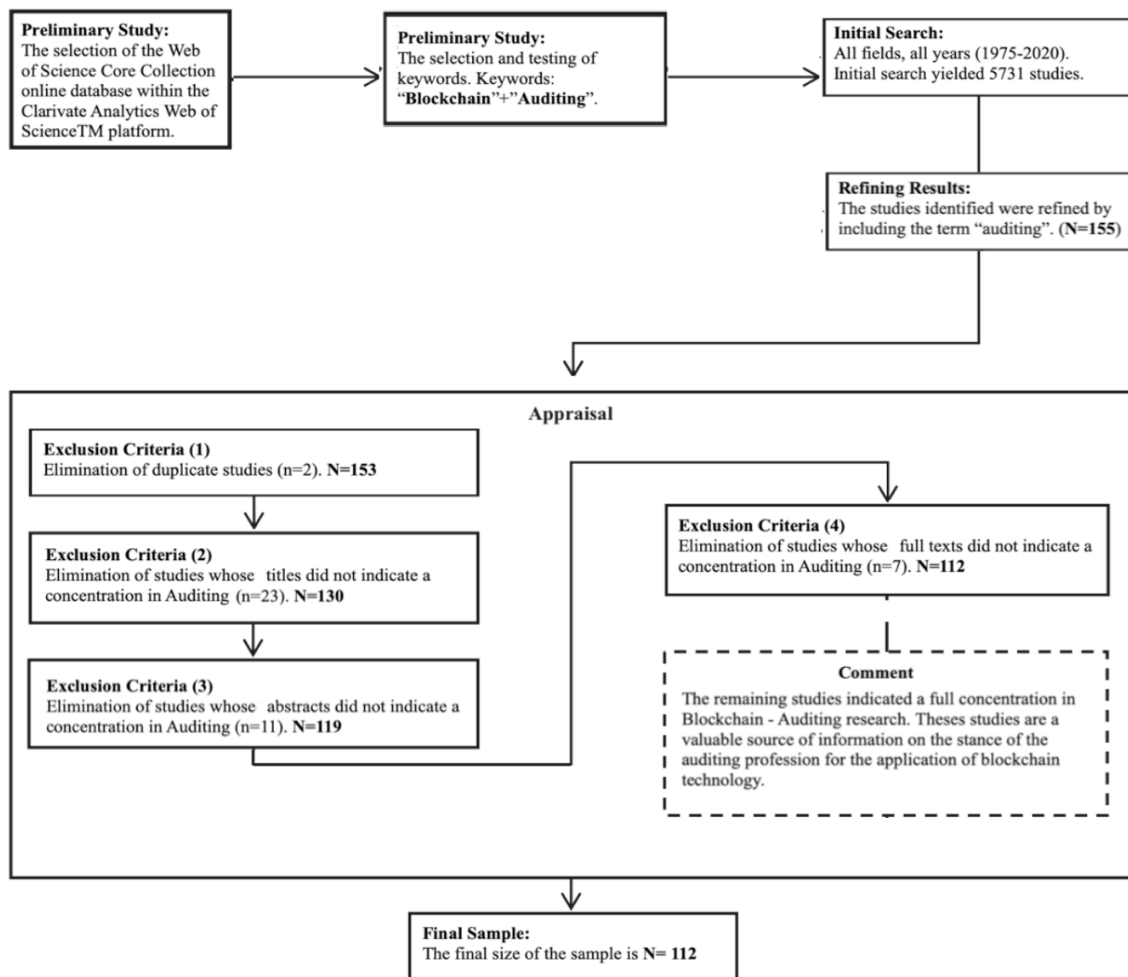 Preliminary Study:
The selection of the Web
of Science Core Collection
online database within the
Clarivate Analytics Web of
ScienceTM platform.
Preliminary Study:
The selection and testing of
keywords. Keywords:
“Blockchain”+”Auditing”.
Initial Search:
All fields, all years (1975-2020).
Initial search yielded 5731 studies.
Refining Results:
The studies identified were refined by
including the term “auditing”. (N=155)
Appraisal
Exclusion Criteria (1)
Elimination of duplicate studies (n=2). N=153
Exclusion Criteria (2)
Elimination of studies whose titles did not indicate a
concentration in Auditing (n=23). N=130
Exclusion Criteria (3)
Elimination of studies whose abstracts did not indicate a
concentration in Auditing (n=11). N=119
Exclusion Criteria (4)
Elimination of studies whose full texts did not indicate a
concentration in Auditing (n=7). N=112
Comment
The remaining studies indicated a full concentration in
Blockchain - Auditing research. Theses studies are a
valuable source of information on the stance of the
auditing profession for the application of blockchain
technology.
Final Sample:
The final size of the sample is N= 112